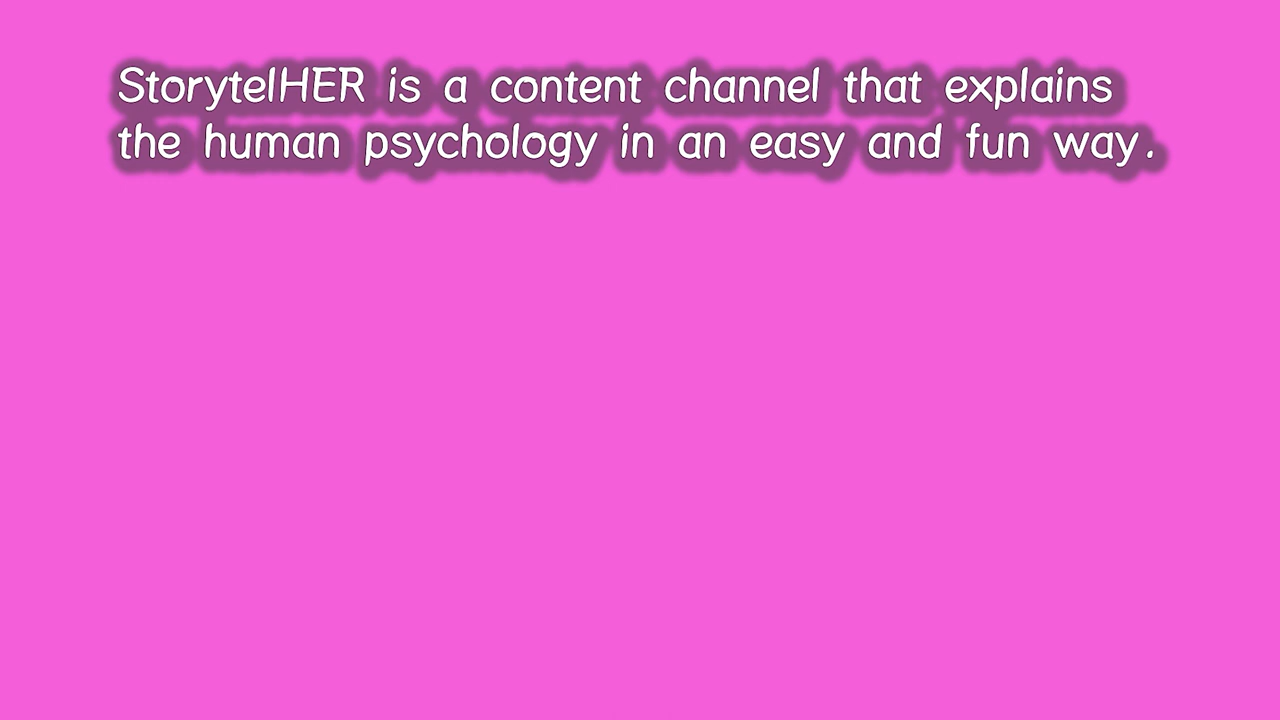 StorytelHER is a content channel that explains
the human psychology in an easy and fun way.